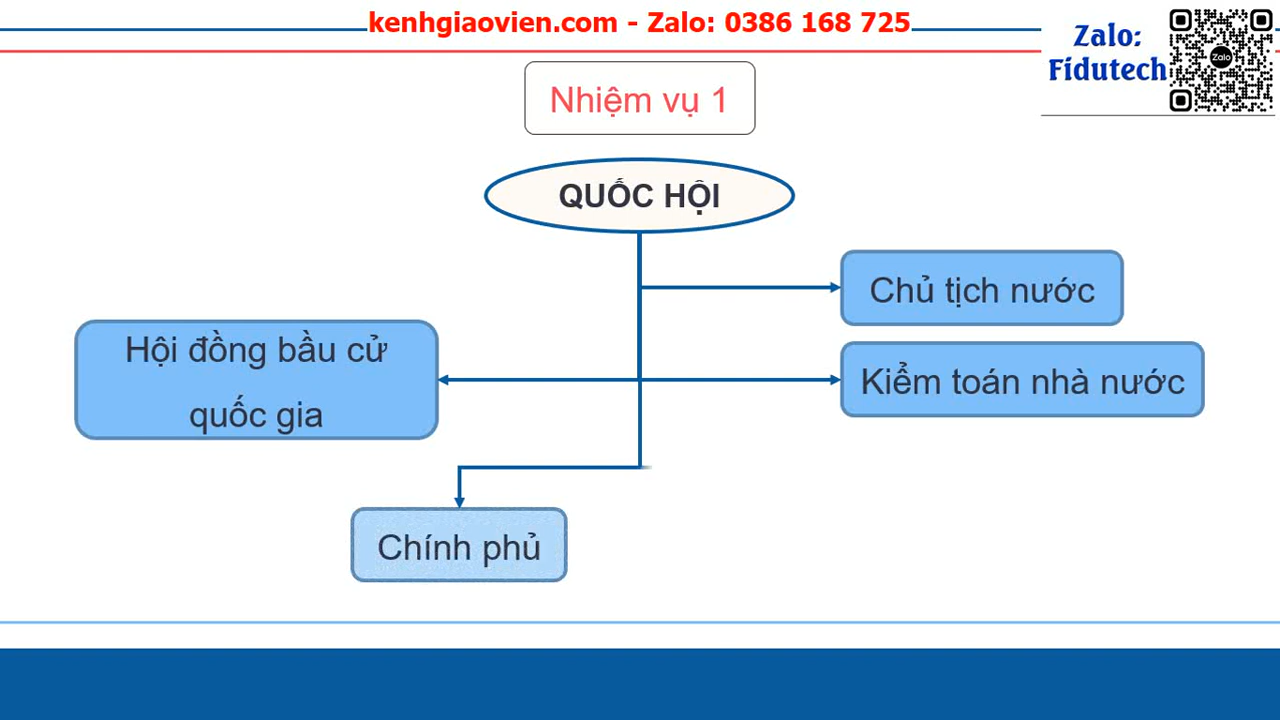 kenhgiaovien.com - Zalo: 0386 168 725
Zalo:
Fidutech
Zalo
Nhiệm vụ 1
QUỐC HỘI
Chủ tịch nước
Hội đồng bầu cử
quốc gia
Kiểm toán nhà nước
Chính phủ